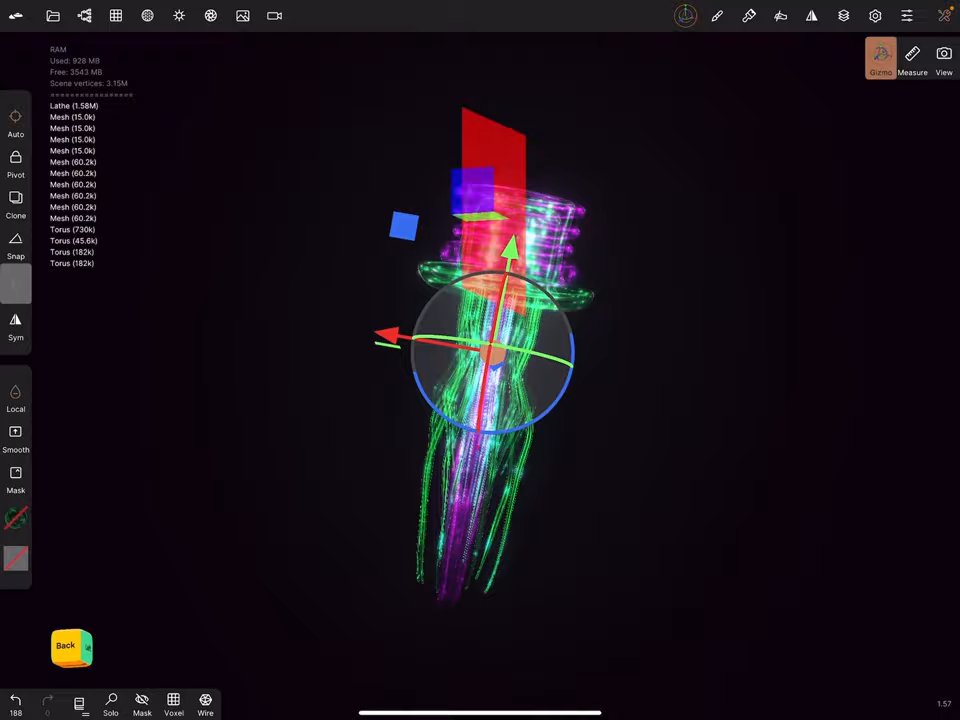 RAM
Used: 928 MB
Free: 3543 MB
Scene vertices: 3.15M
=================
Lathe (1.58M)
Mesh (15.0k)
Mesh (15.0k)
Mesh (15.0k)
Mesh (15.0k)
Mesh (60.2k)
Mesh (60.2k)
Mesh (60.2k)
Mesh (60.2k)
Mesh (60.2k)
Mesh (60.2k)
Torus (730k)
Torus (45.6k)
Torus (182k)
Torus (182k)
Gizmo
Measure
View
Auto
Pivot
Clone
Snap
Sym
Local
Smooth
Mask
Back
188
0
Solo
Mask
Voxel
Wire
1.57